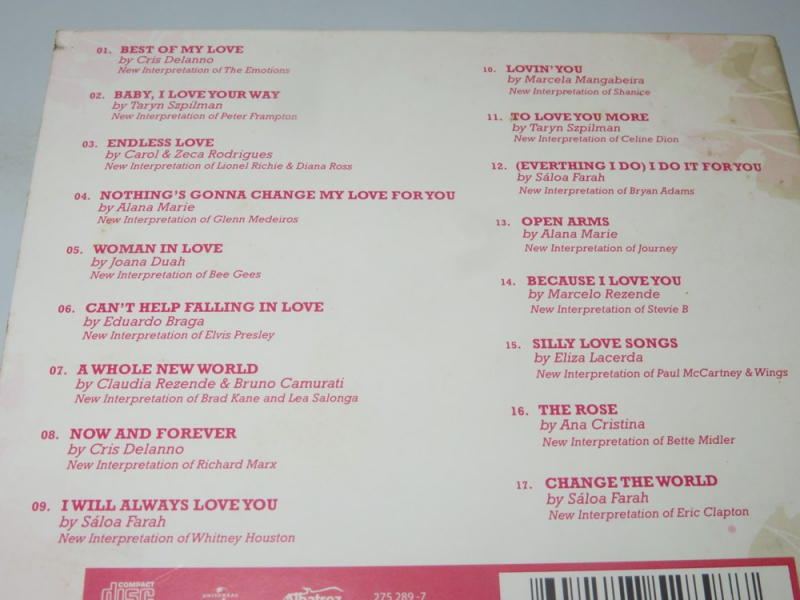 01. BEST OF MY LOVE
by Cris Delanno
New Interpretation of The Emotions
02. BABY, I LOVE YOUR WAY
by Taryn Szpilman
New Interpretation of Peter Frampton
03. ENDLESS LOVE
by Carol & Zeca Rodrigues
New Interpretation of Lionel Richie & Diana Ross
04. NOTHING'S GONNA CHANGE MY LOVE FOR YOU
by Alana Marie
New Interpretation of Glenn Medeiros
05. WOMAN IN LOVE
by Joana Duah
New Interpretation of Bee Gees
06. CAN'T HELP FALLING IN LOVE
by Eduardo Braga
New Interpretation of Elvis Presley
07. A WHOLE NEW WORLD
by Claudia Rezende & Bruno Camurati
New Interpretation of Brad Kane and Lea Salonga
08. NOW AND FOREVER
by Cris Delanno
New Interpretation of Richard Marx
09. I WILL ALWAYS LOVE YOU
by Sáloa Farah
New Interpretation of Whitney Houston
10. LOVIN' YOU
by Marcela Mangabeira
New Interpretation of Shanice
11. TO LOVE YOU MORE
by Taryn Szpilman
New Interpretation of Celine Dion
12. (EVERTHING I DO) I DO IT FOR YOU
by Sáloa Farah
New Interpretation of Bryan Adams
13. OPEN ARMS
by Alana Marie
New Interpretation of Journey
14. BECAUSE I LOVE YOU
by Marcelo Rezende
New Interpretation of Stevie B
15. SILLY LOVE SONGS
by Eliza Lacerda
New Interpretation of Paul McCartney & Wings
16. THE ROSE
by Ana Cristina
New Interpretation of Bette Midler
17. CHANGE THE WORLD
by Sáloa Farah
New Interpretation of Eric Clapton
COMPACT
disc
UNIVERSAL
Albatroz
275 289-7